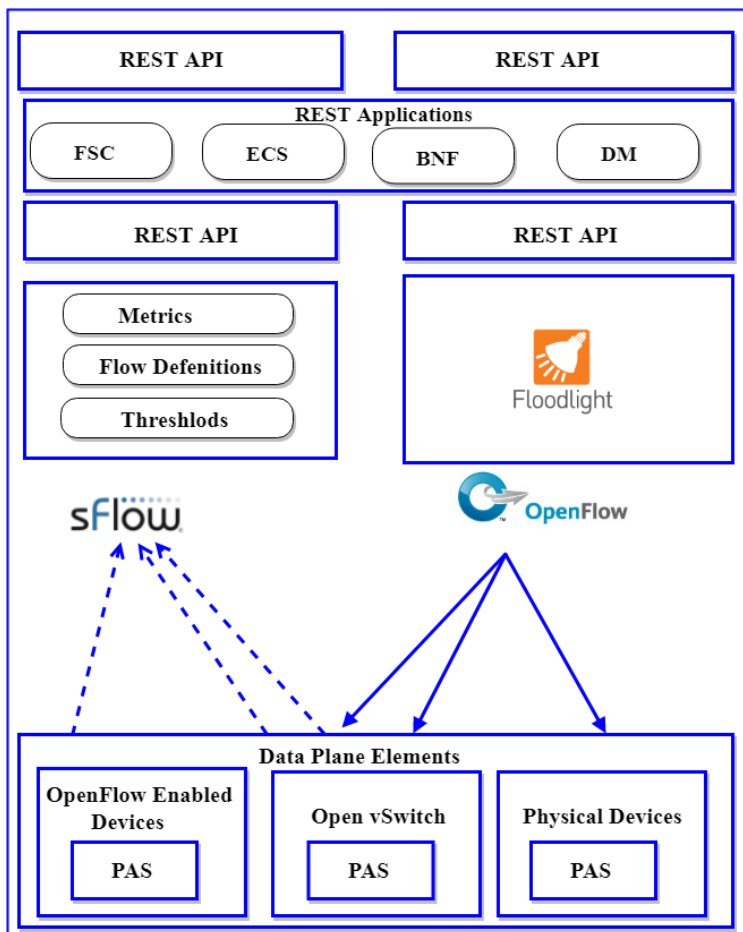 REST API
REST API
REST Applications
FSC
ECS
BNF
DM
REST API
REST API
Metrics
Flow Defenitions
Threshlods
Floodlight
sFlow
OpenFlow
TM
Data Plane Elements
OpenFlow Enabled
Devices
PAS
Open vSwitch
PAS
Physical Devices
PAS